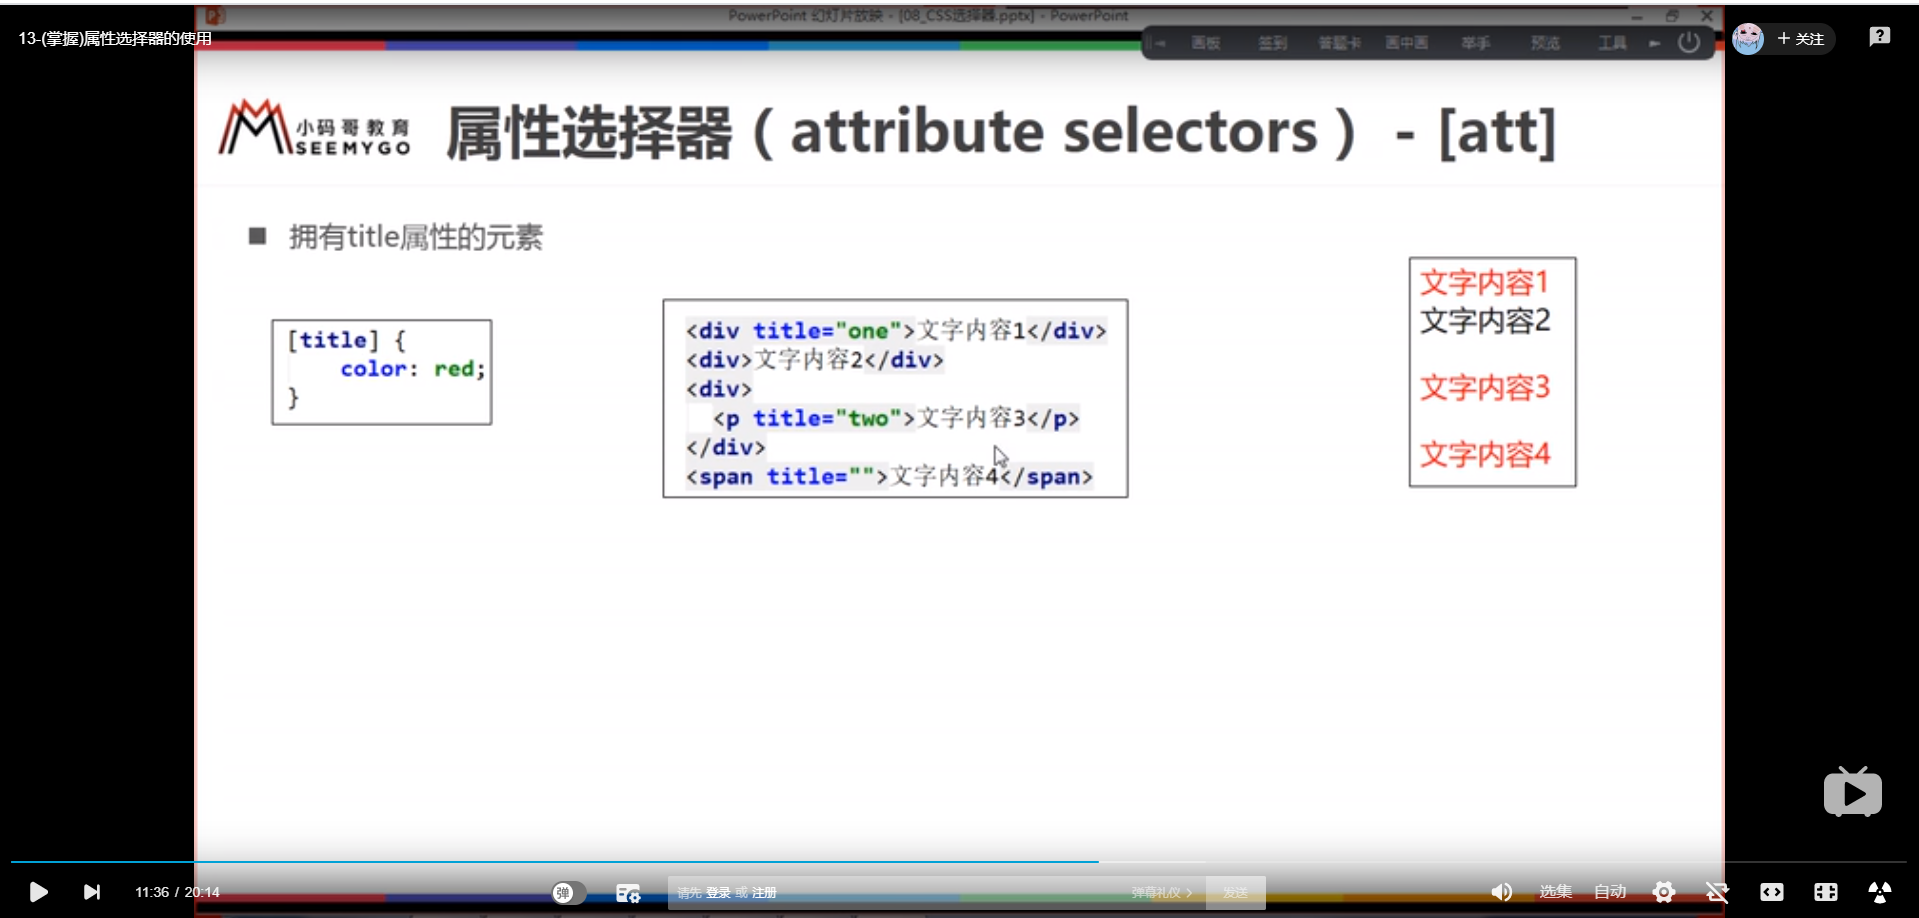 PowerPoint 幻灯片放映 - [08_CSS选择器.pptx] - PowerPoint
13-(掌握)属性选择器的使用
画板 签到 答题卡 画中画 举手 预览 工具
+ 关注
小码哥教育
SEEMYGO
属性选择器（attribute selectors） - [att]
拥有title属性的元素
[title] {
color: red;
}
<div title="one">文字内容1</div>
<div>文字内容2</div>
<div>
<p title="two">文字内容3</p>
</div>
<span title="">文字内容4</span>
文字内容1
文字内容2
文字内容3
文字内容4
11:36 / 20:14
弹
请先 登录 或 注册
弹幕礼仪 >
发送
选集
自动